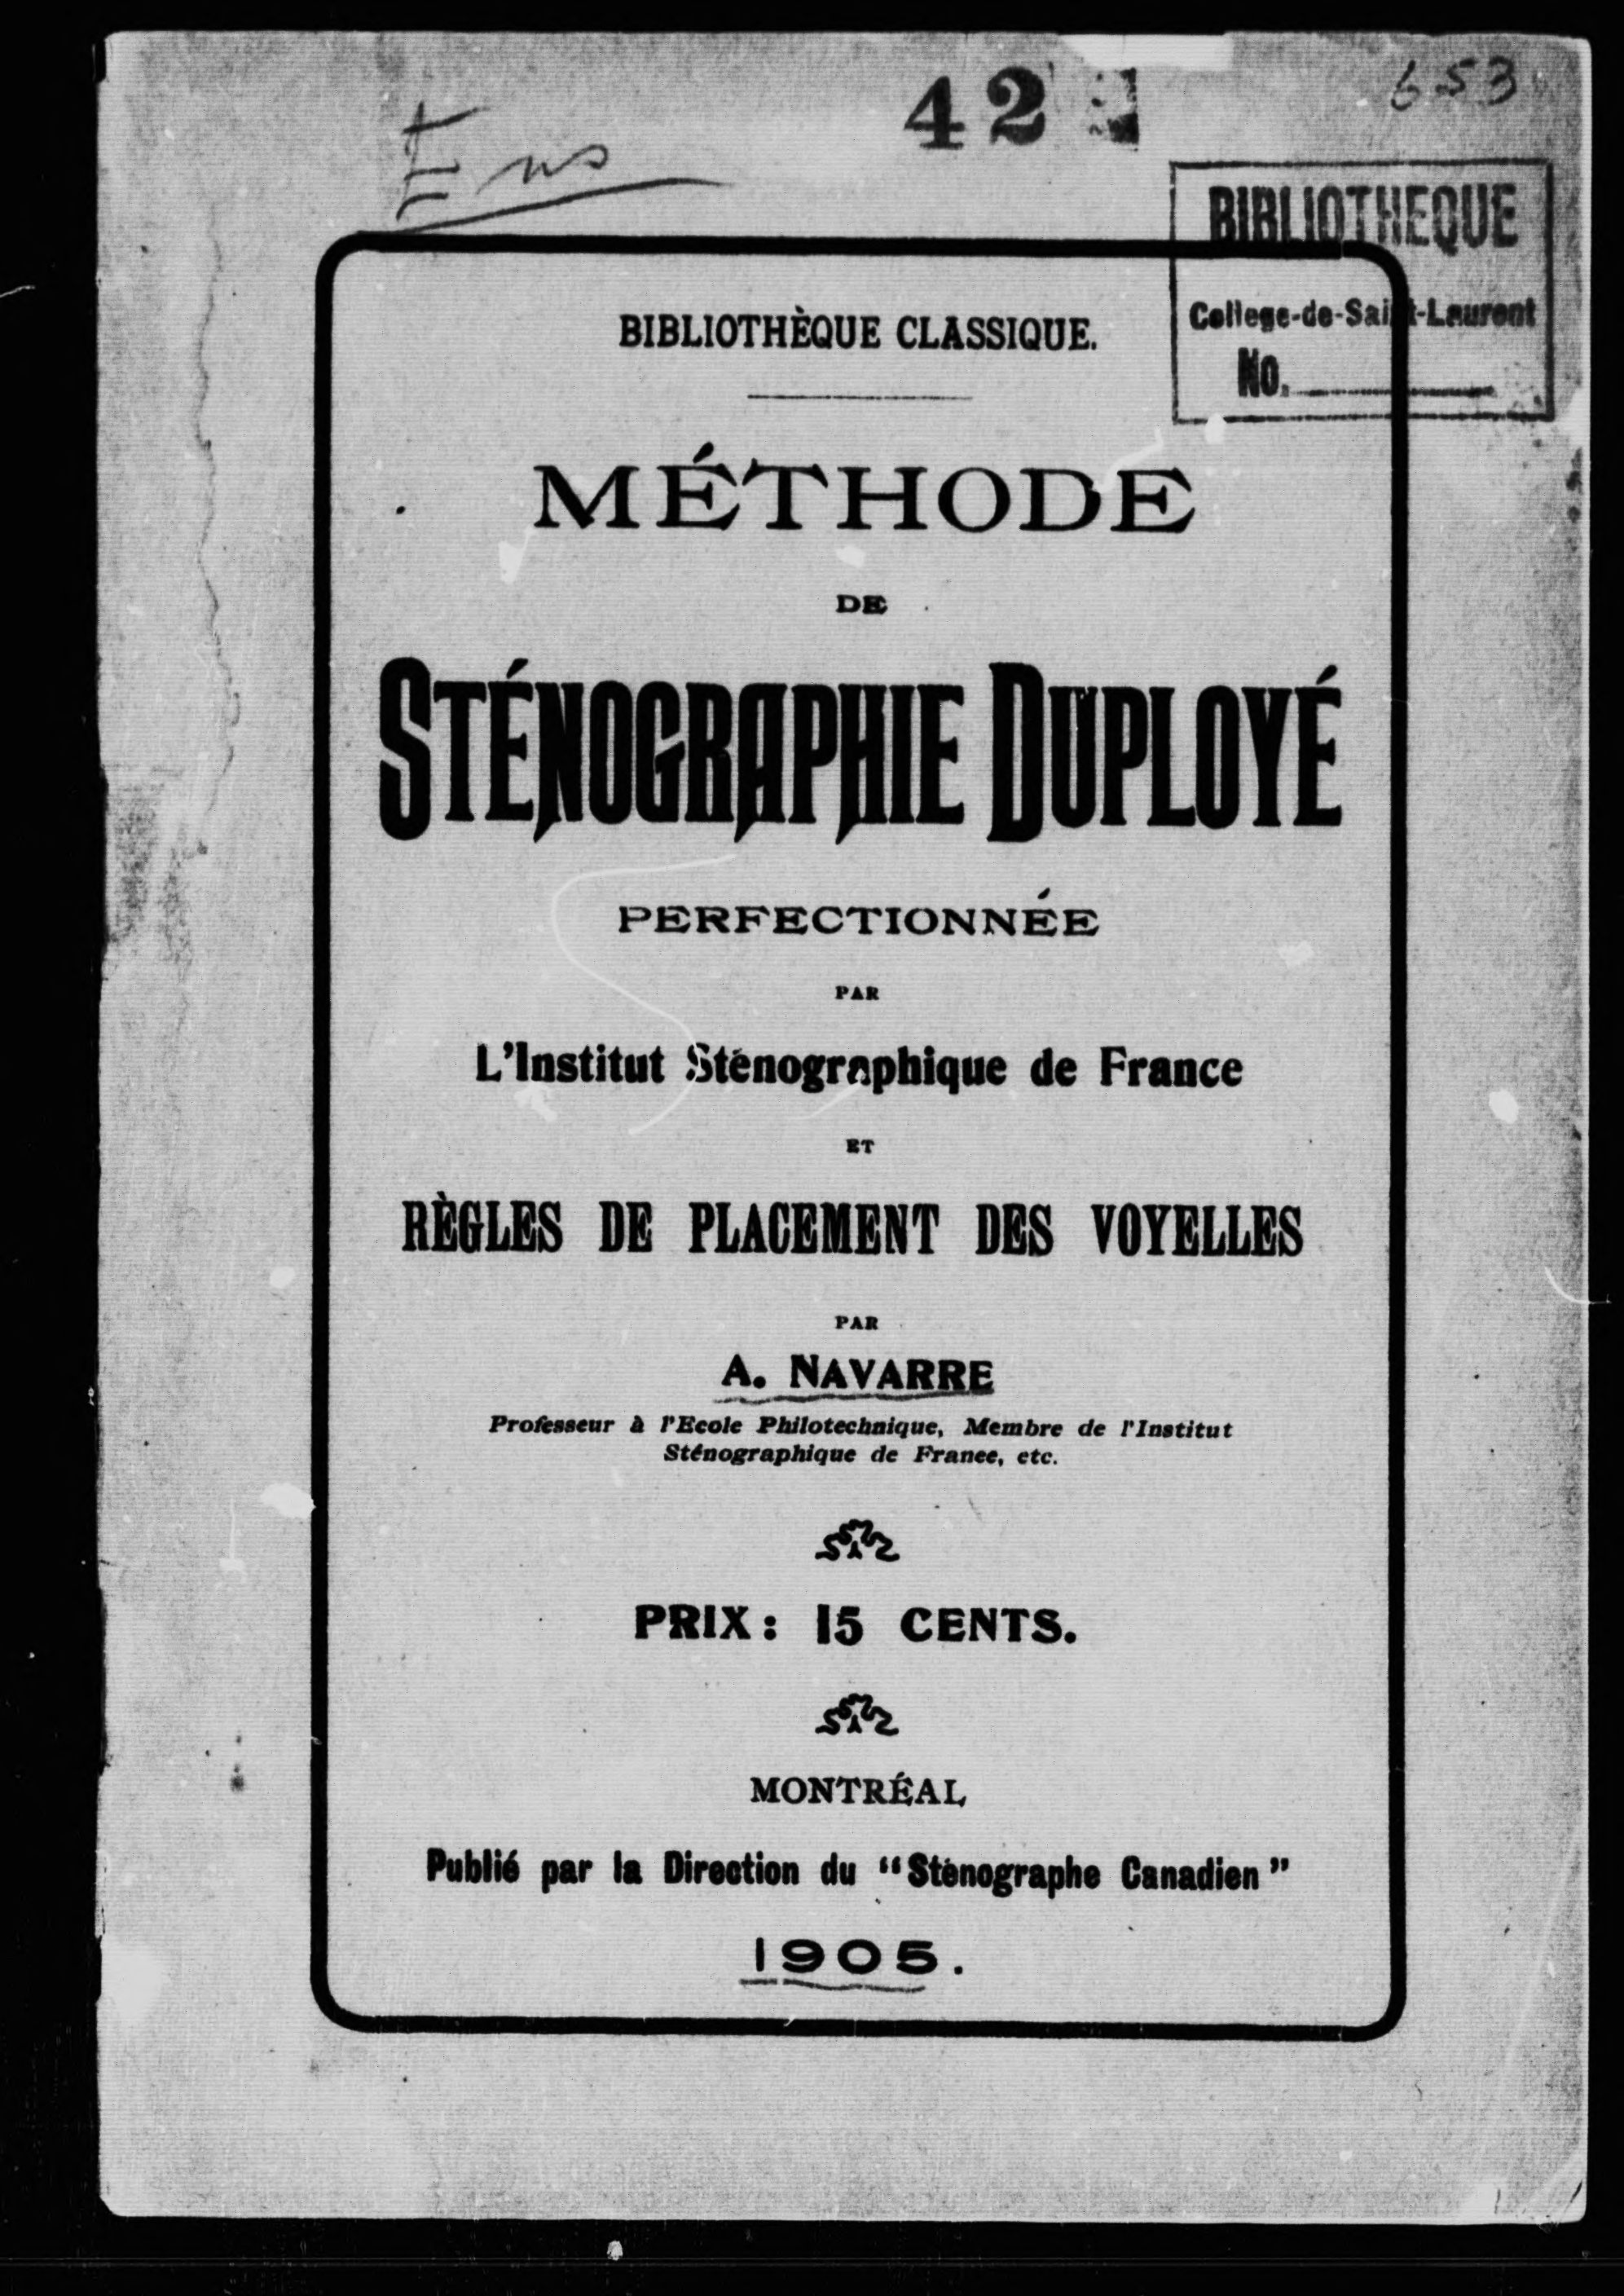 42
653
Ens
BIBLIOTHEQUE
College-de-Saint-Laurent
No.
BIBLIOTHÈQUE CLASSIQUE.
MÉTHODE
DE
STÉNOGRAPHIE DUPLOYÉ
PERFECTIONNÉE
PAR
L'Institut Sténographique de France
ET
RÈGLES DE PLACEMENT DES VOYELLES
PAR
A. NAVARRE
Professeur à l'Ecole Philotechnique, Membre de l'Institut
Sténographique de France, etc.
PRIX: 15 CENTS.
MONTRÉAL
Publié par la Direction du "Sténographe Canadien"
1905.